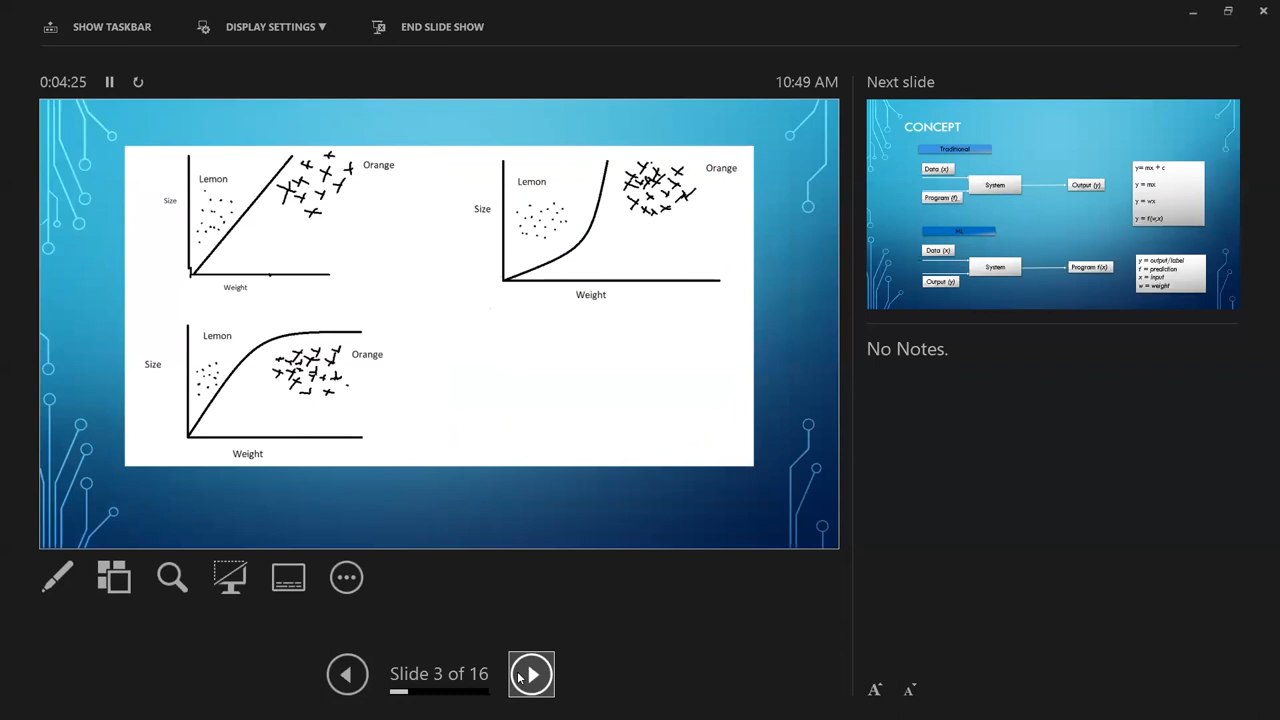 SHOW TASKBAR
DISPLAY SETTINGS ▼
END SLIDE SHOW
0:04:25
10:49 AM
Lemon
Orange
Size
Weight
Lemon
Orange
Size
Weight
Lemon
Orange
Size
Weight
Slide 3 of 16
Next slide
CONCEPT
Traditional
Data (x)
Program (f)
System
Output (y)
y= mx + c
y = mx
y = wx
y = f(w,x)
ML
Data (x)
Output (y)
System
Program f(x)
y = output/label
f = prediction
x = input
w = weight
No Notes.
A
A